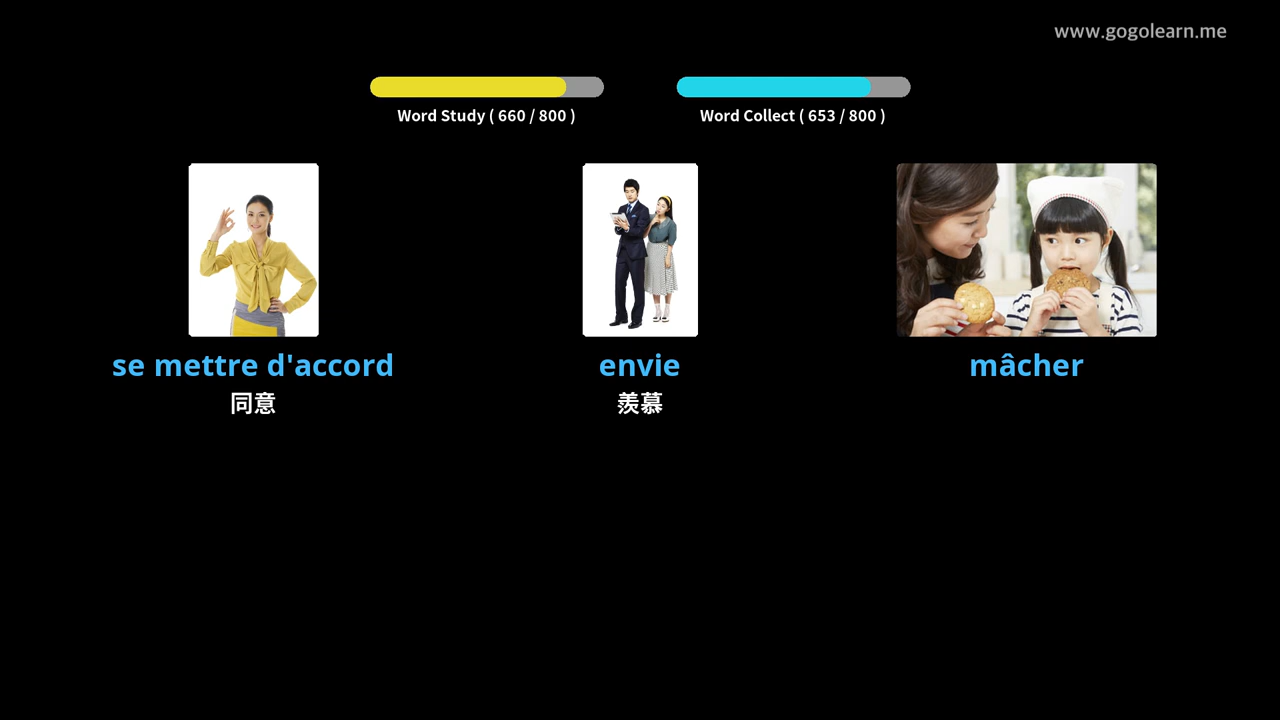 www.gogolearn.me
Word Study ( 660 / 800 )
Word Collect ( 653 / 800 )
se mettre d'accord
同意
envie
羨慕
mâcher